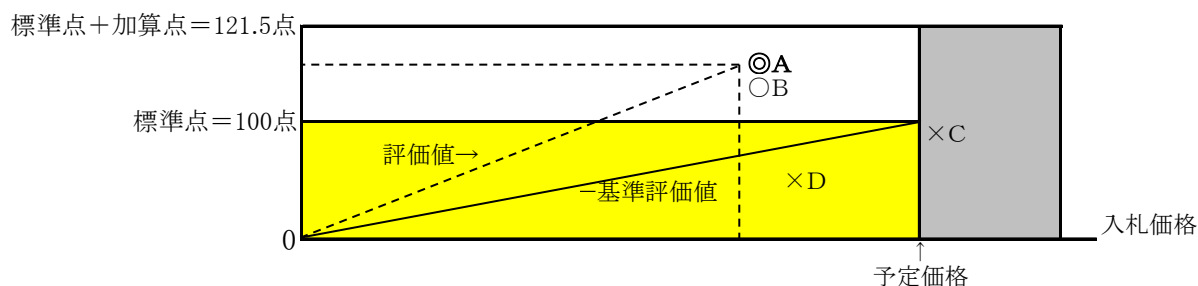 標準点＋加算点＝121.5点
◎A
○B
標準点＝100点
×C
評価値→
×D
−基準評価値
0
入札価格
↑
予定価格